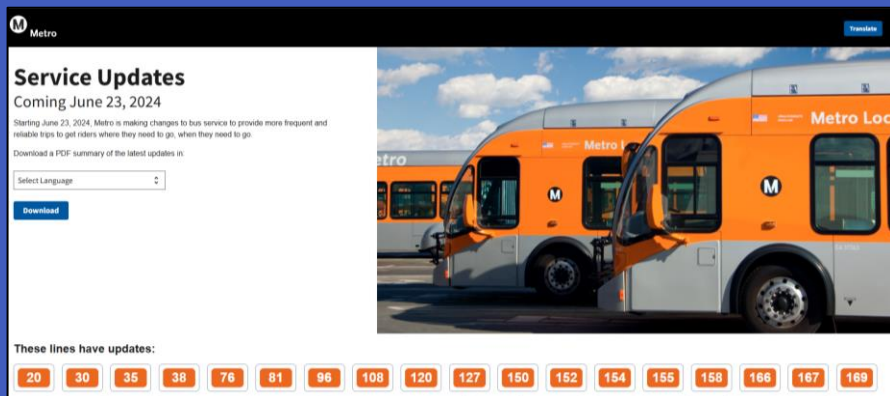 M
Metro
Translate
Service Updates
Coming June 23, 2024
Starting June 23, 2024, Metro is making changes to bus service to provide more frequent and
reliable trips to get riders where they need to go, when they need to go.
Download a PDF summary of the latest updates in:
Select Language
Download
etro
Metro L
Metro Loc
M
M
These lines have updates:
20 30 35 38 76 81 96 108 120 127 150 152 154 155 158 166 167 169